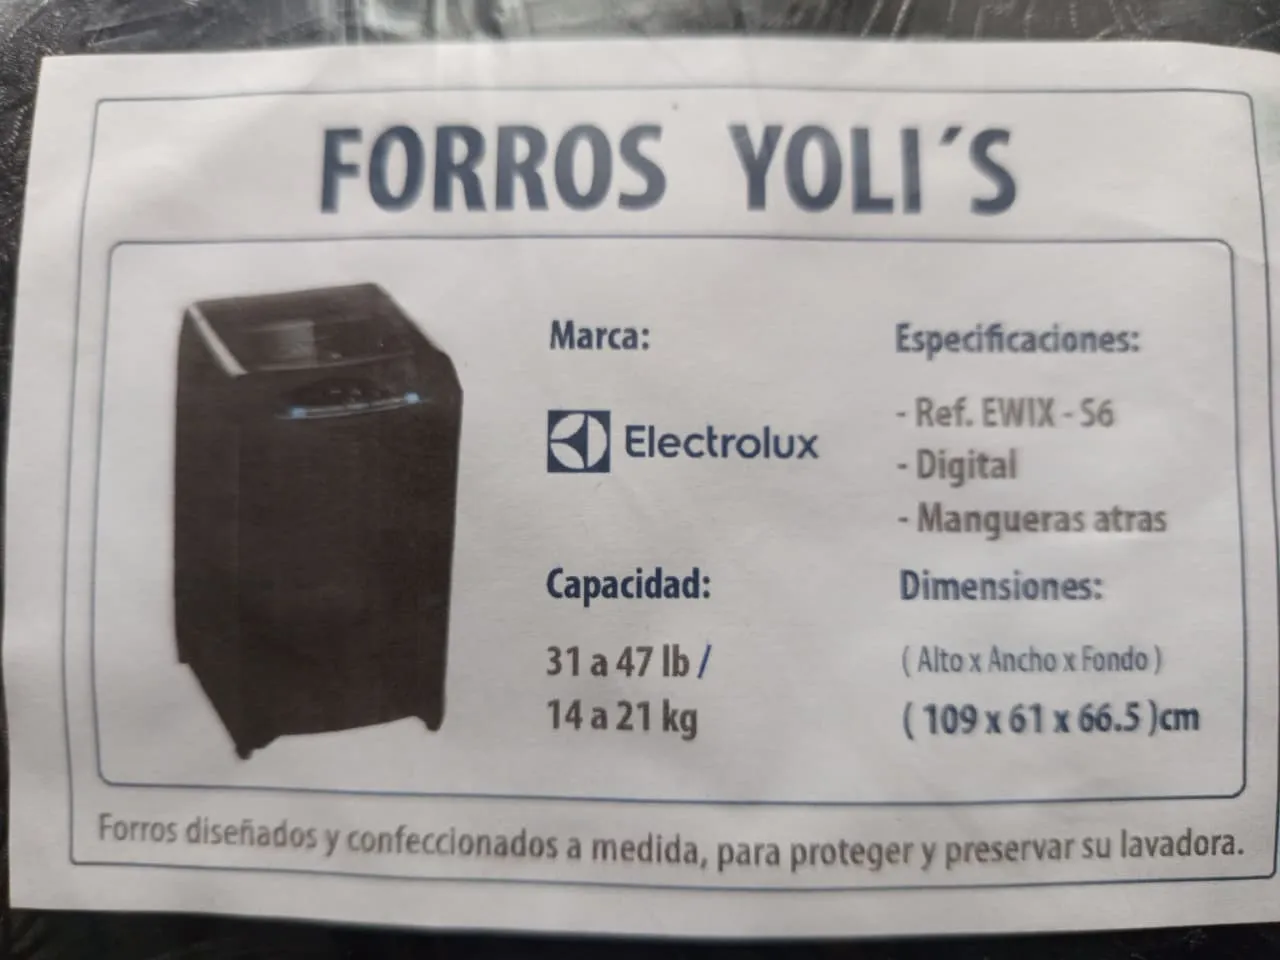 FORROS YOLI´S
Marca:
Electrolux
Capacidad:
31 a 47 lb /
14 a 21 kg
Especificaciones:
- Ref. EWIX - S6
- Digital
- Mangueras atras
Dimensiones:
( Alto x Ancho x Fondo )
( 109 x 61 x 66.5 )cm
Forros diseñados y confeccionados a medida, para proteger y preservar su lavadora.